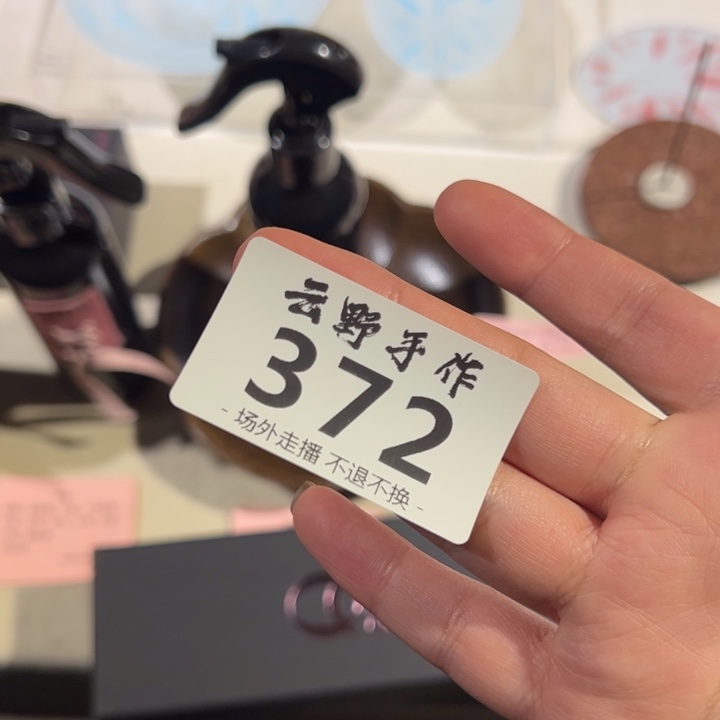 云野手作
372
- 场外走播 不退不换 -